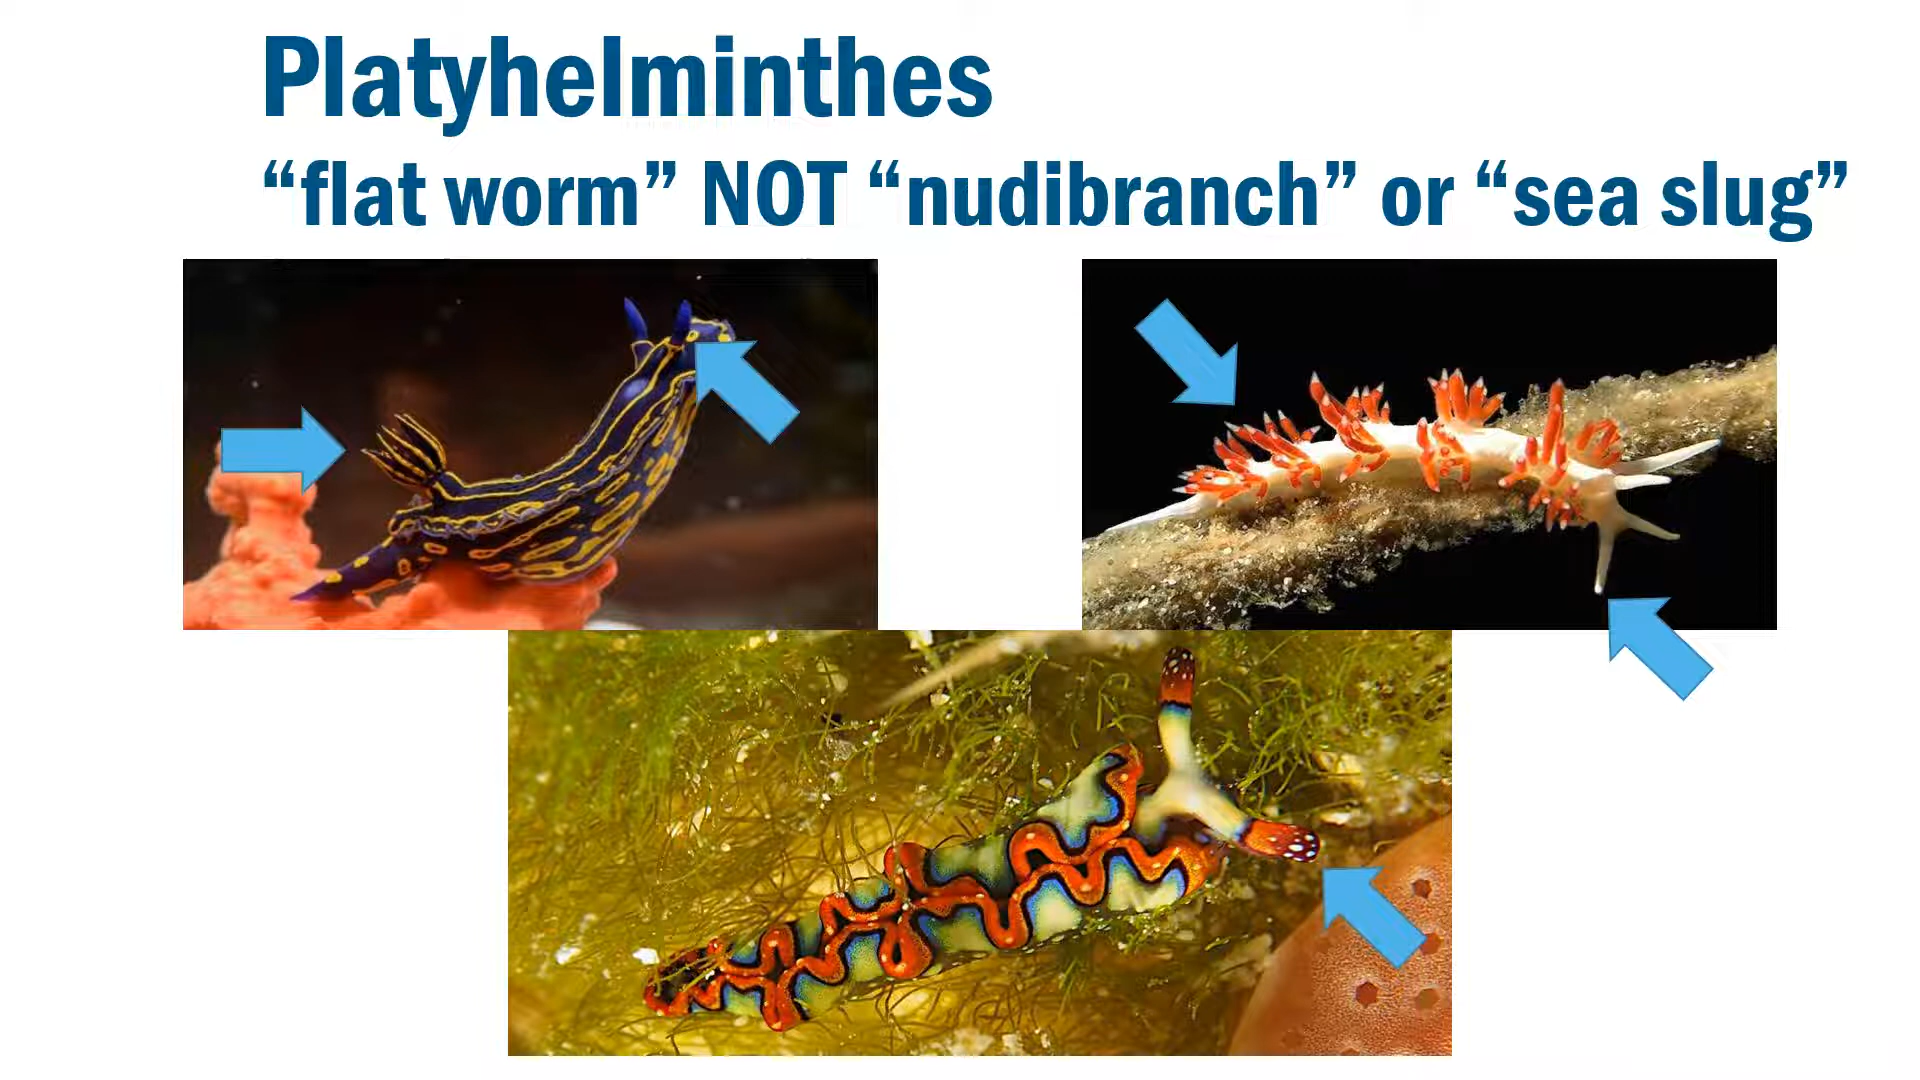 Platyhelminthes
“flat worm” NOT “nudibranch” or “sea slug”